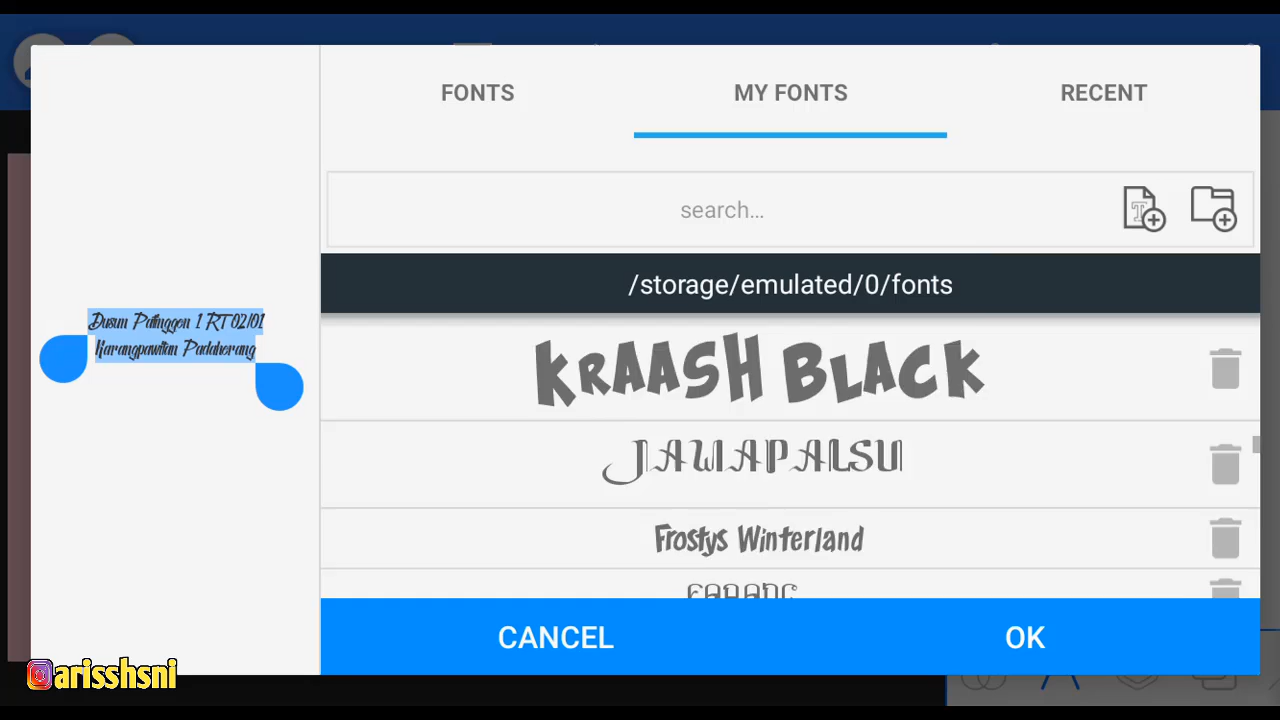 FONTS
MY FONTS
RECENT
search...
/storage/emulated/0/fonts
Dusun Patinggen 1 RT 02/01
Karangpawitan Padaherang
KRAASH BLACK
JAWAPALSU
Frostys Winterland
CANCEL
OK
@arisshsni